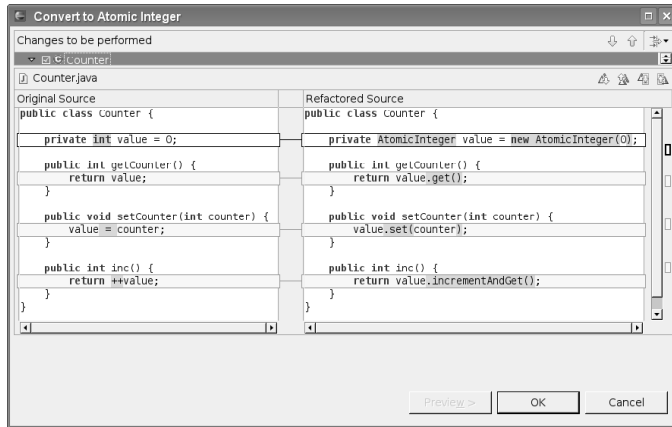 Convert to Atomic Integer
Changes to be performed
Counter
Counter.java
Original Source
public class Counter {
private int value = 0;
public int getCounter() {
return value;
}
public void setCounter(int counter) {
value = counter;
}
public int inc() {
return ++value;
}
}
Refactored Source
public class Counter {
private AtomicInteger value = new AtomicInteger(0);
public int getCounter() {
return value.get();
}
public void setCounter(int counter) {
value.set(counter);
}
public int inc() {
return value.incrementAndGet();
}
}
Preview >
OK
Cancel